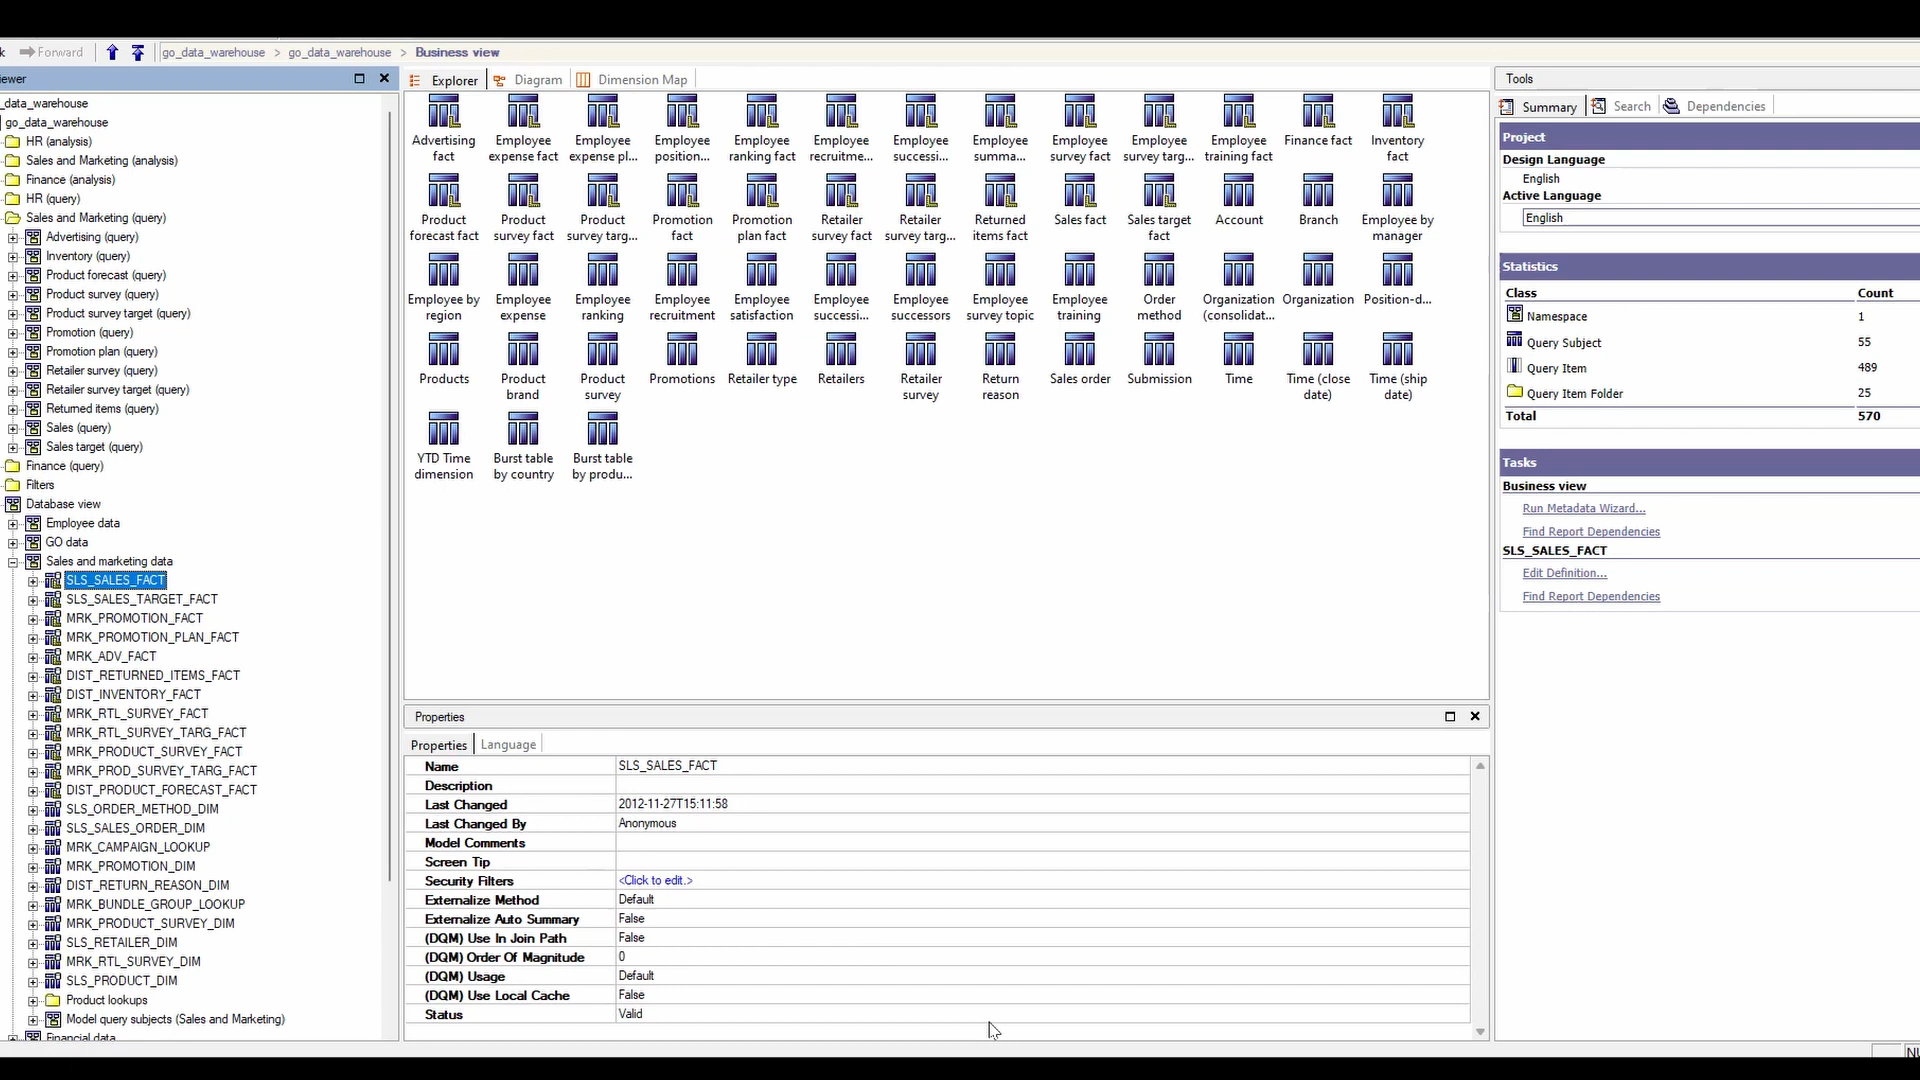 k Forward go_data_warehouse > go_data_warehouse > Business view
iewer
_data_warehouse
go_data_warehouse
HR (analysis)
Sales and Marketing (analysis)
Finance (analysis)
HR (query)
Sales and Marketing (query)
Advertising (query)
Inventory (query)
Product forecast (query)
Product survey (query)
Product survey target (query)
Promotion (query)
Promotion plan (query)
Retailer survey (query)
Retailer survey target (query)
Returned items (query)
Sales (query)
Sales target (query)
Finance (query)
Filters
Database view
Employee data
GO data
Sales and marketing data
SLS_SALES_FACT
SLS_SALES_TARGET_FACT
MRK_PROMOTION_FACT
MRK_PROMOTION_PLAN_FACT
MRK_ADV_FACT
DIST_RETURNED_ITEMS_FACT
DIST_INVENTORY_FACT
MRK_RTL_SURVEY_FACT
MRK_RTL_SURVEY_TARG_FACT
MRK_PRODUCT_SURVEY_FACT
MRK_PROD_SURVEY_TARG_FACT
DIST_PRODUCT_FORECAST_FACT
SLS_ORDER_METHOD_DIM
SLS_SALES_ORDER_DIM
MRK_CAMPAIGN_LOOKUP
MRK_PROMOTION_DIM
DIST_RETURN_REASON_DIM
MRK_BUNDLE_GROUP_LOOKUP
MRK_PRODUCT_SURVEY_DIM
SLS_RETAILER_DIM
MRK_RTL_SURVEY_DIM
SLS_PRODUCT_DIM
Product lookups
Model query subjects (Sales and Marketing)
Financial data
Explorer Diagram Dimension Map
Advertising Employee Employee Employee Employee Employee Employee Employee Employee Employee Employee Finance fact Inventory
fact expense fact expense pl... position... ranking fact recruitme... successi... summa... survey fact survey targ... training fact fact
Product Product Product Promotion Promotion Retailer Retailer Returned Sales fact Sales target Account Branch Employee by
forecast fact survey fact survey targ... fact plan fact survey fact survey targ... items fact fact manager
Employee by Employee Employee Employee Employee Employee Employee Employee Employee Order Organization Organization Position-d...
region expense ranking recruitment satisfaction successi... successors survey topic training method (consolidat...
Products Product Product Promotions Retailer type Retailers Retailer Return Sales order Submission Time Time (close Time (ship
brand survey survey reason date) date)
YTD Time Burst table Burst table
dimension by country by produ...
Properties
Properties Language
Name SLS_SALES_FACT
Description
Last Changed 2012-11-27T15:11:58
Last Changed By Anonymous
Model Comments
Screen Tip
Security Filters <Click to edit.>
Externalize Method Default
Externalize Auto Summary False
(DQM) Use In Join Path False
(DQM) Order Of Magnitude 0
(DQM) Usage Default
(DQM) Use Local Cache False
Status Valid
Tools
Summary Search Dependencies
Project
Design Language
English
Active Language
English
Statistics
Class Count
Namespace 1
Query Subject 55
Query Item 489
Query Item Folder 25
Total 570
Tasks
Business view
Run Metadata Wizard...
Find Report Dependencies
SLS_SALES_FACT
Edit Definition...
Find Report Dependencies